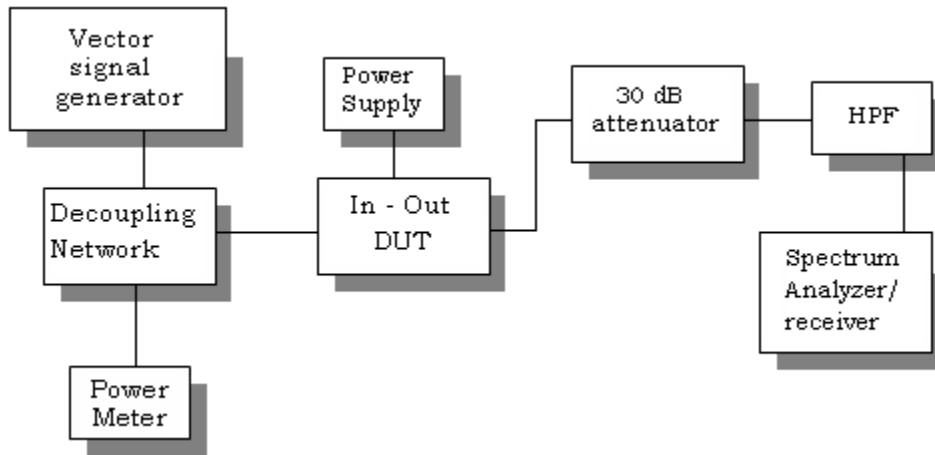 Vector
signal
generator
Power
Supply
30 dB
attenuator
HPF
Decoupling
Network
In - Out
DUT
Spectrum
Analyzer/
receiver
Power
Meter